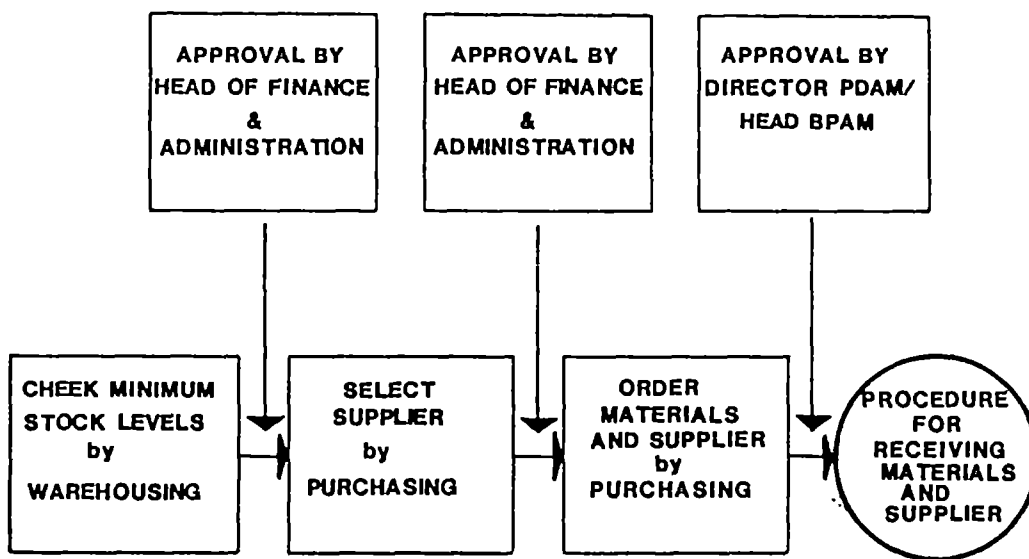 APPROVAL BY
HEAD OF FINANCE
&
ADMINISTRATION
APPROVAL BY
HEAD OF FINANCE
&
ADMINISTRATION
APPROVAL BY
DIRECTOR PDAM/
HEAD BPAM
CHEEK MINIMUM
STOCK LEVELS
by
WAREHOUSING
SELECT
SUPPLIER
by
PURCHASING
ORDER
MATERIALS
AND SUPPLIER
by
PURCHASING
PROCEDURE
FOR
RECEIVING
MATERIALS
AND
SUPPLIER